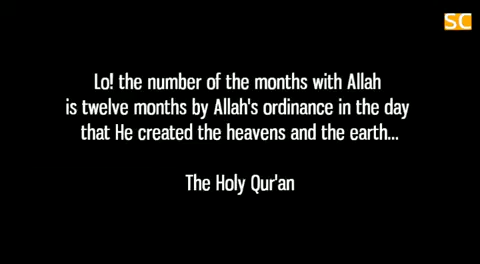 SC
Lo! the number of the months with Allah
is twelve months by Allah's ordinance in the day
that He created the heavens and the earth...
The Holy Qur'an